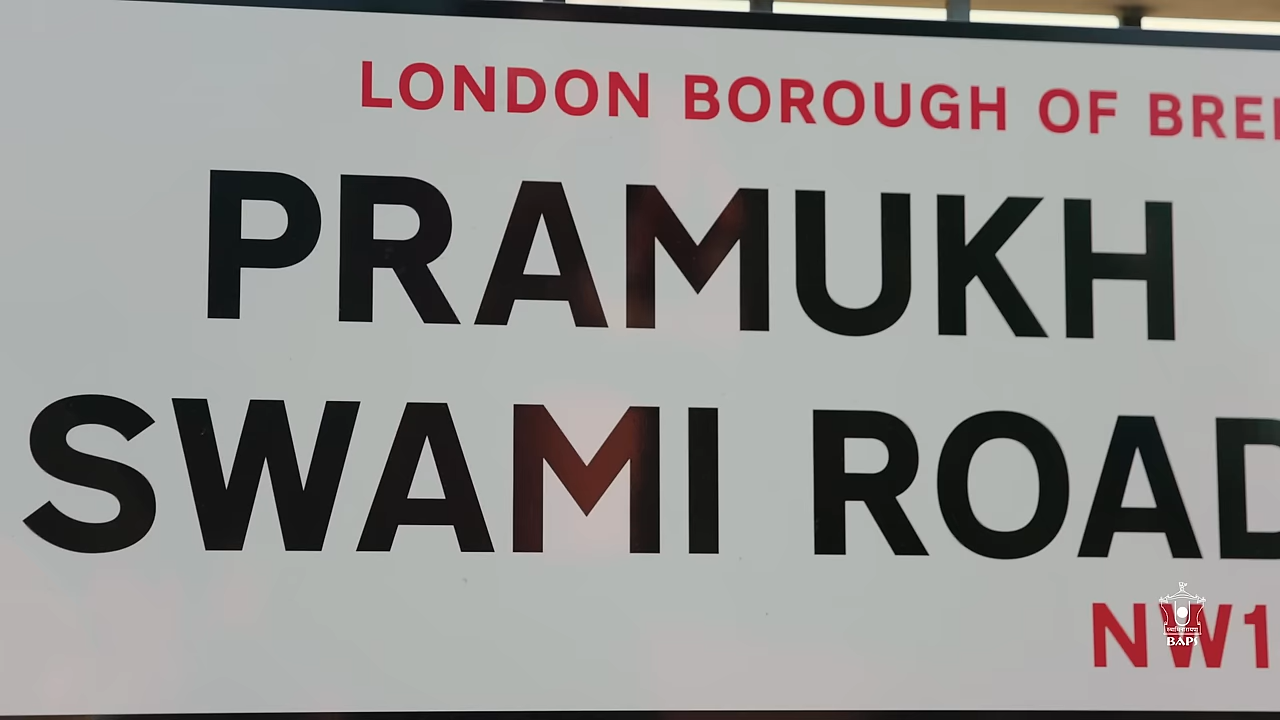 LONDON BOROUGH OF BRE
PRAMUKH
SWAMI ROAD
NW1
BAPS